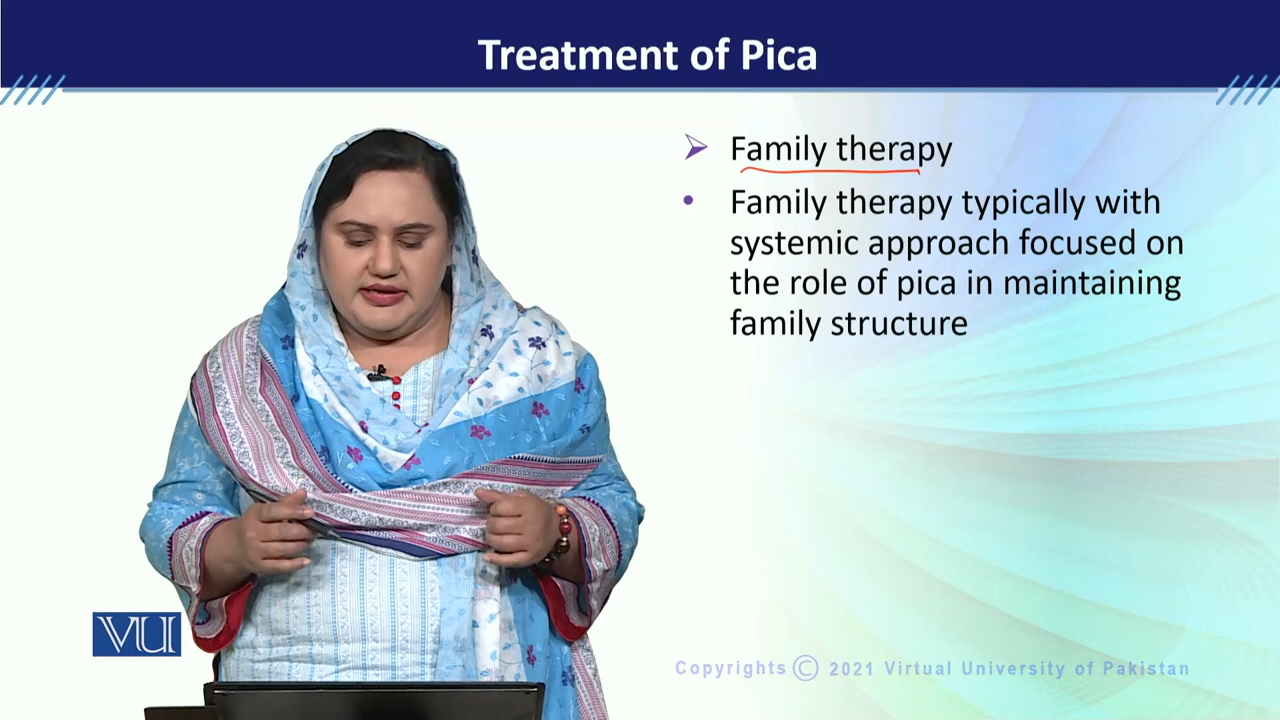 Treatment of Pica
Family therapy
Family therapy typically with
systemic approach focused on
the role of pica in maintaining
family structure
VU
Copyrights © 2021 Virtual University of Pakistan